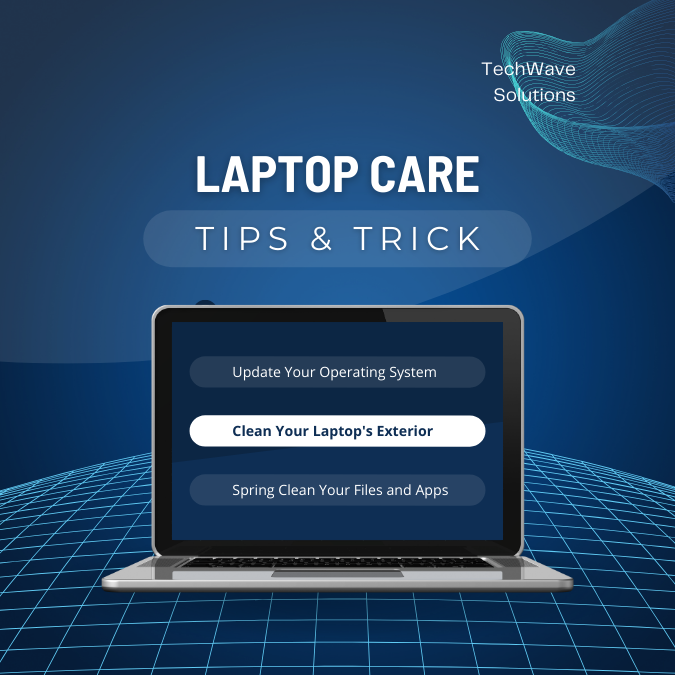 TechWave
Solutions
LAPTOP CARE
TIPS & TRICK
Update Your Operating System
Clean Your Laptop's Exterior
Spring Clean Your Files and Apps